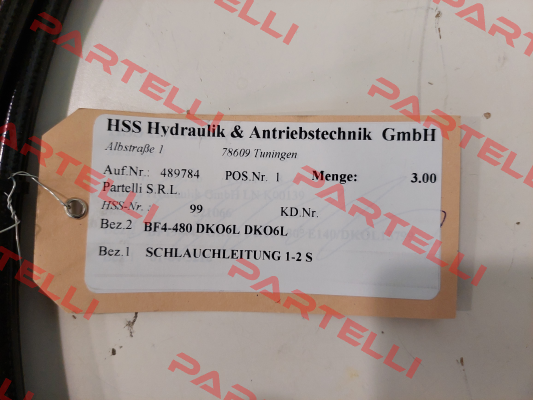 HSS Hydraulik & Antriebstechnik GmbH
Albstraße 1 78609 Tuningen
Auf.Nr.: 489784 POS.Nr. 1 Menge: 3.00
Partelli S.R.L.
HSS-Nr. : 99 KD.Nr.
Bez.2 BF4-480 DKO6L DKO6L
Bez.1 SCHLAUCHLEITUNG 1-2 S
PARTELLI
PARTELLI
PARTELLI
PARTELLI
PARTELLI
PARTELLI